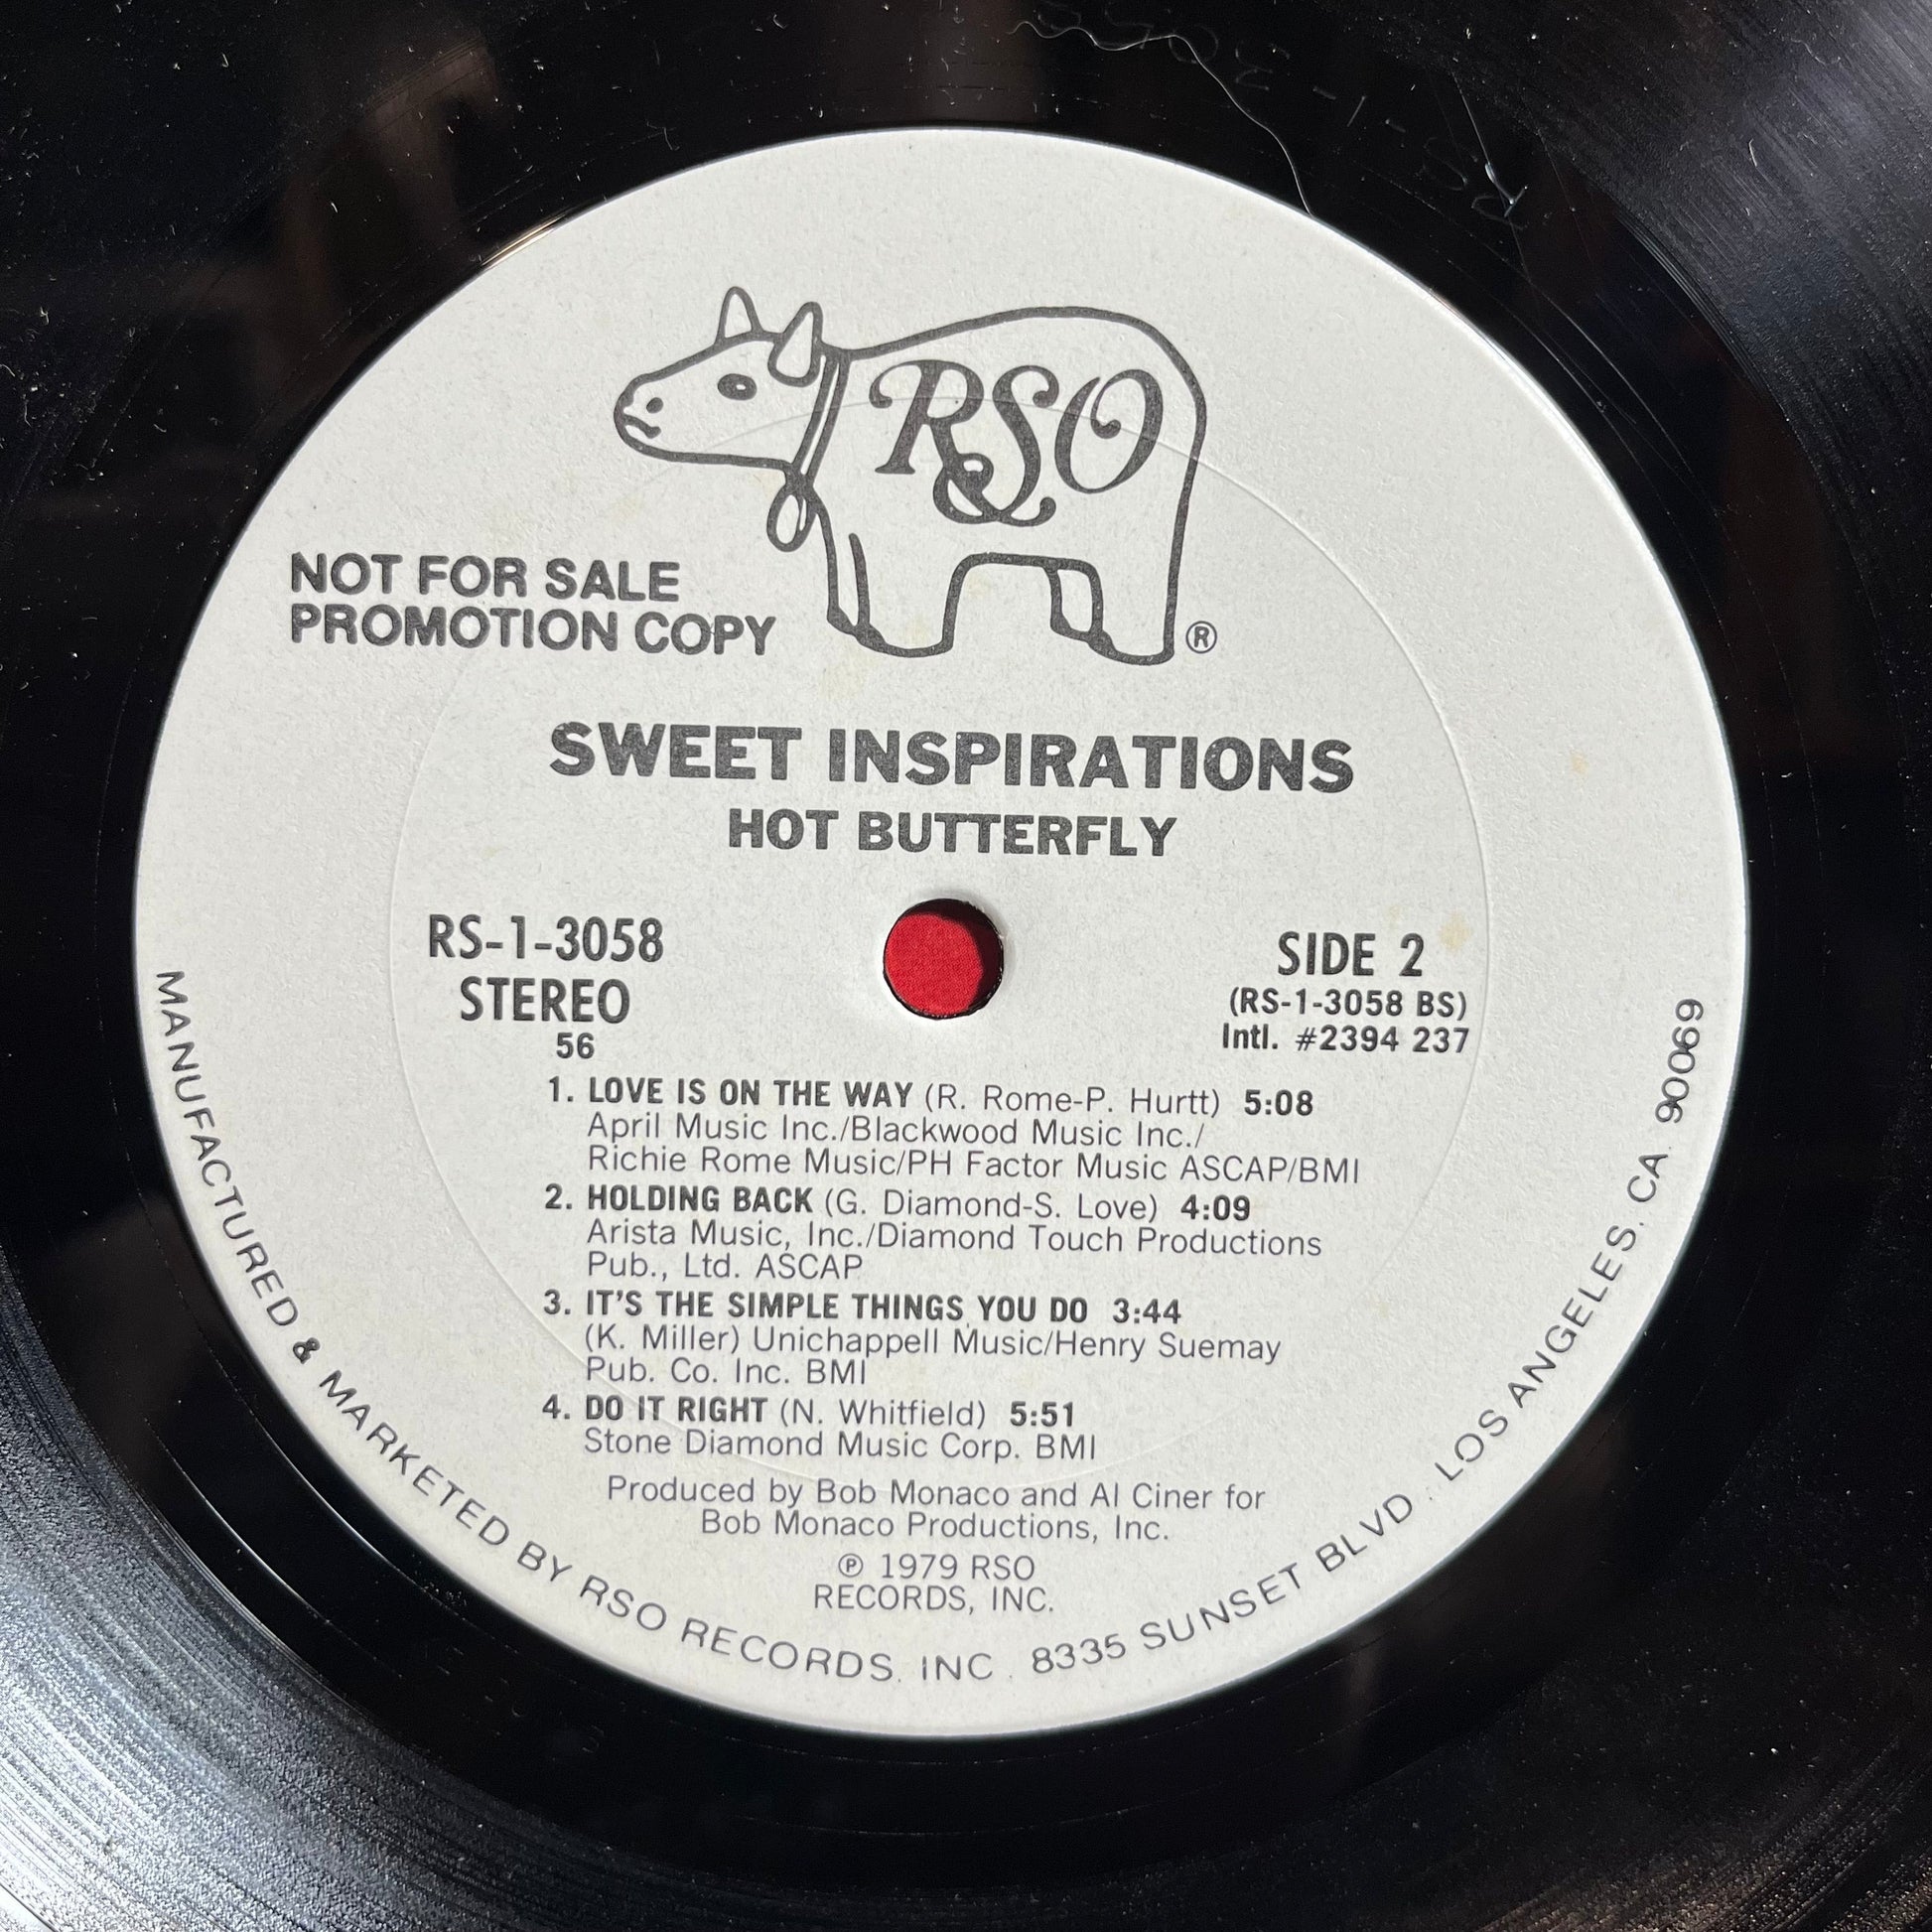 RSO
®
NOT FOR SALE
PROMOTION COPY
SWEET INSPIRATIONS
HOT BUTTERFLY
RS-1-3058
STEREO
56
SIDE 2
(RS-1-3058 BS)
Intl. #2394 237
1. LOVE IS ON THE WAY (R. Rome-P. Hurtt) 5:08
April Music Inc./Blackwood Music Inc./
Richie Rome Music/PH Factor Music ASCAP/BMI
2. HOLDING BACK (G. Diamond-S. Love) 4:09
Arista Music, Inc./Diamond Touch Productions
Pub., Ltd. ASCAP
3. IT'S THE SIMPLE THINGS YOU DO 3:44
(K. Miller) Unichappell Music/Henry Suemay
Pub. Co. Inc. BMI
4. DO IT RIGHT (N. Whitfield) 5:51
Stone Diamond Music Corp. BMI
Produced by Bob Monaco and Al Ciner for
Bob Monaco Productions, Inc.
℗ 1979 RSO
RECORDS, INC.
MANUFACTURED & MARKETED BY RSO RECORDS, INC. 8335 SUNSET BLVD., LOS ANGELES, CA. 90069